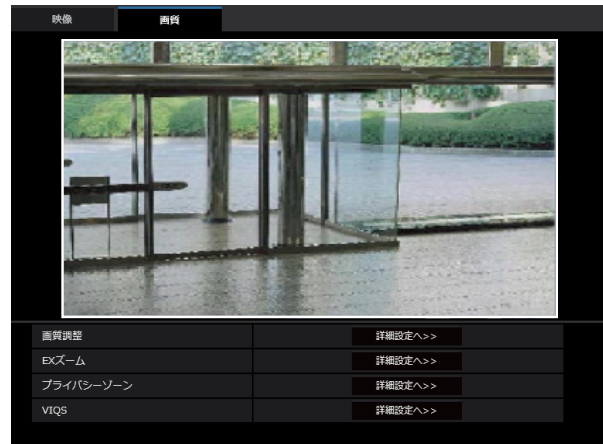 映像 画質
画質調整 詳細設定へ>>
EXズーム 詳細設定へ>>
プライバシーゾーン 詳細設定へ>>
VIQS 詳細設定へ>>